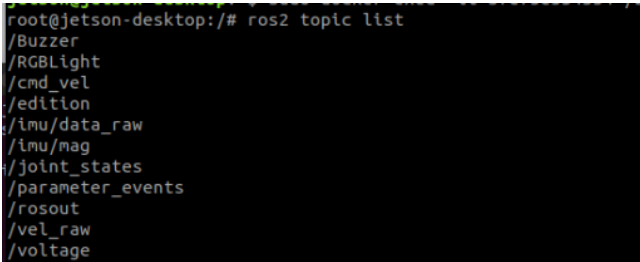 root@jetson-desktop:/# ros2 topic list
/Buzzer
/RGBLight
/cmd_vel
/edition
/imu/data_raw
/imu/mag
/joint_states
/parameter_events
/rosout
/vel_raw
/voltage